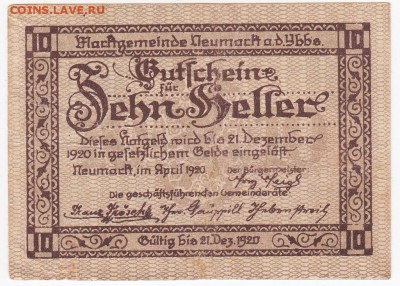 COINS.LAVE.RU
10 10
Marktgemeinde Neumarkt a.d. Ybbs.
Gutschein
für
Zehn Heller
Dieses Notgeld wird bis 21. Dezember
1920 in gesetzlichem Gelde eingelöst.
Neumarkt, im April 1920. Der Bürgermeister
Die geschäftsführenden Gemeinderäte:
10 10
Gültig bis 21. Dez. 1920